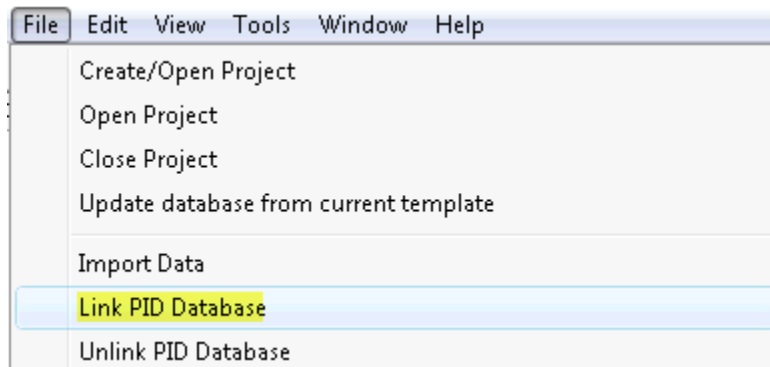 File Edit View Tools Window Help
Create/Open Project
Open Project
Close Project
Update database from current template
Import Data
Link PID Database
Unlink PID Database